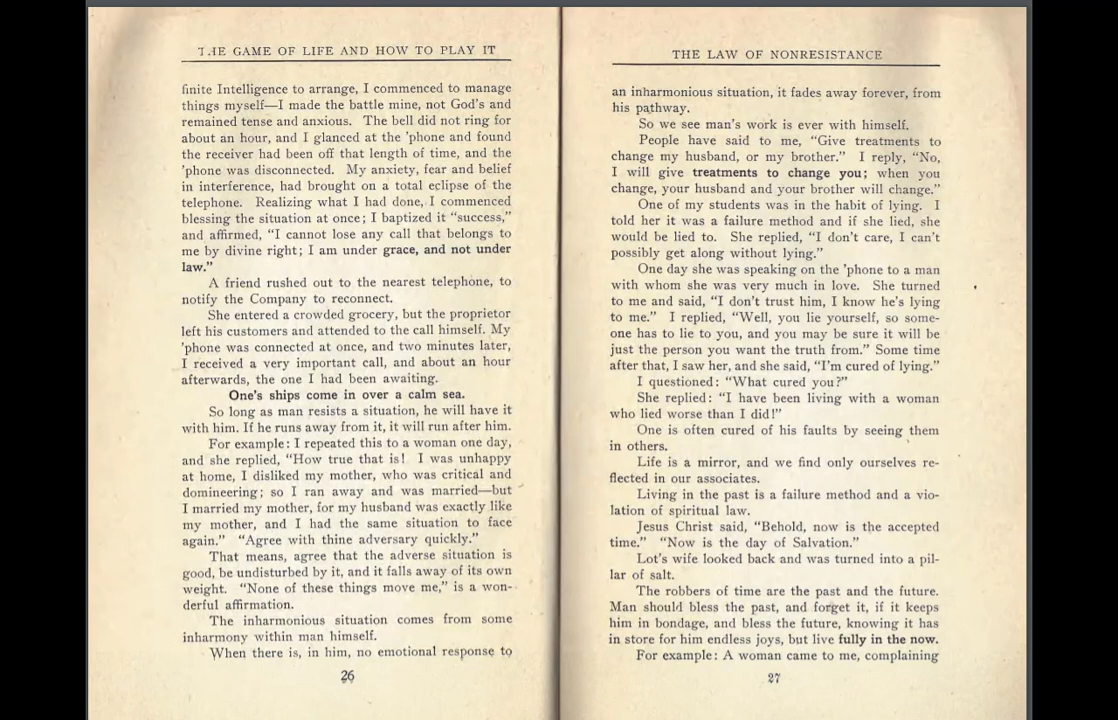 THE GAME OF LIFE AND HOW TO PLAY IT
finite Intelligence to arrange, I commenced to manage
things myself—I made the battle mine, not God's and
remained tense and anxious. The bell did not ring for
about an hour, and I glanced at the 'phone and found
the receiver had been off that length of time, and the
'phone was disconnected. My anxiety, fear and belief
in interference, had brought on a total eclipse of the
telephone. Realizing what I had done, I commenced
blessing the situation at once; I baptized it “success,”
and affirmed, “I cannot lose any call that belongs to
me by divine right; I am under grace, and not under
law.”
A friend rushed out to the nearest telephone, to
notify the Company to reconnect.
She entered a crowded grocery, but the proprietor
left his customers and attended to the call himself. My
'phone was connected at once, and two minutes later,
I received a very important call, and about an hour
afterwards, the one I had been awaiting.
One's ships come in over a calm sea.
So long as man resists a situation, he will have it
with him. If he runs away from it, it will run after him.
For example: I repeated this to a woman one day,
and she replied, “How true that is! I was unhappy
at home, I disliked my mother, who was critical and
domineering; so I ran away and was married—but
I married my mother, for my husband was exactly like
my mother, and I had the same situation to face
again.” “Agree with thine adversary quickly.”
That means, agree that the adverse situation is
good, be undisturbed by it, and it falls away of its own
weight. “None of these things move me,” is a won-
derful affirmation.
The inharmonious situation comes from some
inharmony within man himself.
When there is, in him, no emotional response to
26
THE LAW OF NONRESISTANCE
an inharmonious situation, it fades away forever, from
his pathway.
So we see man's work is ever with himself.
People have said to me, “Give treatments to
change my husband, or my brother.” I reply, “No,
I will give treatments to change you; when you
change, your husband and your brother will change.”
One of my students was in the habit of lying. I
told her it was a failure method and if she lied, she
would be lied to. She replied, “I don't care, I can't
possibly get along without lying.”
One day she was speaking on the 'phone to a man
with whom she was very much in love. She turned
to me and said, “I don't trust him, I know he's lying
to me.” I replied, “Well, you lie yourself, so some-
one has to lie to you, and you may be sure it will be
just the person you want the truth from.” Some time
after that, I saw her, and she said, “I'm cured of lying.”
I questioned: “What cured you?”
She replied: “I have been living with a woman
who lied worse than I did!”
One is often cured of his faults by seeing them
in others.
Life is a mirror, and we find only ourselves re-
flected in our associates.
Living in the past is a failure method and a vio-
lation of spiritual law.
Jesus Christ said, “Behold, now is the accepted
time.” “Now is the day of Salvation.”
Lot's wife looked back and was turned into a pil-
lar of salt.
The robbers of time are the past and the future.
Man should bless the past, and forget it, if it keeps
him in bondage, and bless the future, knowing it has
in store for him endless joys, but live fully in the now.
For example: A woman came to me, complaining
27